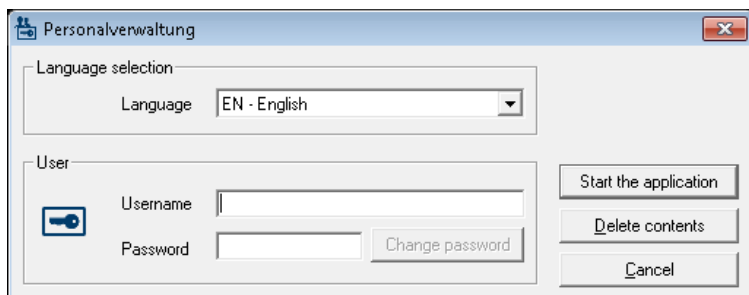 Personalverwaltung
Language selection
Language EN - English
User
Username
Password Change password
Start the application
Delete contents
Cancel